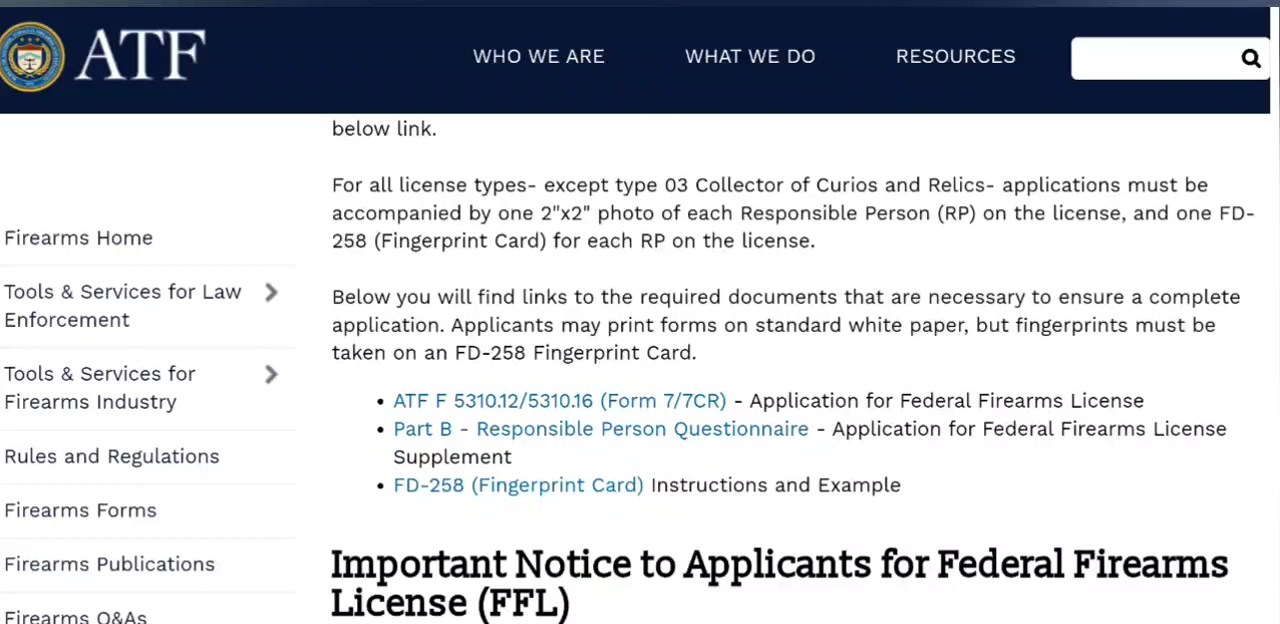 ATF
WHO WE ARE
WHAT WE DO
RESOURCES
below link.
For all license types- except type 03 Collector of Curios and Relics- applications must be
accompanied by one 2"x2" photo of each Responsible Person (RP) on the license, and one FD-
258 (Fingerprint Card) for each RP on the license.
Below you will find links to the required documents that are necessary to ensure a complete
application. Applicants may print forms on standard white paper, but fingerprints must be
taken on an FD-258 Fingerprint Card.
• ATF F 5310.12/5310.16 (Form 7/7CR) - Application for Federal Firearms License
• Part B - Responsible Person Questionnaire - Application for Federal Firearms License
Supplement
• FD-258 (Fingerprint Card) Instructions and Example
Important Notice to Applicants for Federal Firearms
License (FFL)
Firearms Home
Tools & Services for Law
Enforcement
Tools & Services for
Firearms Industry
Rules and Regulations
Firearms Forms
Firearms Publications
Firearms Q&As